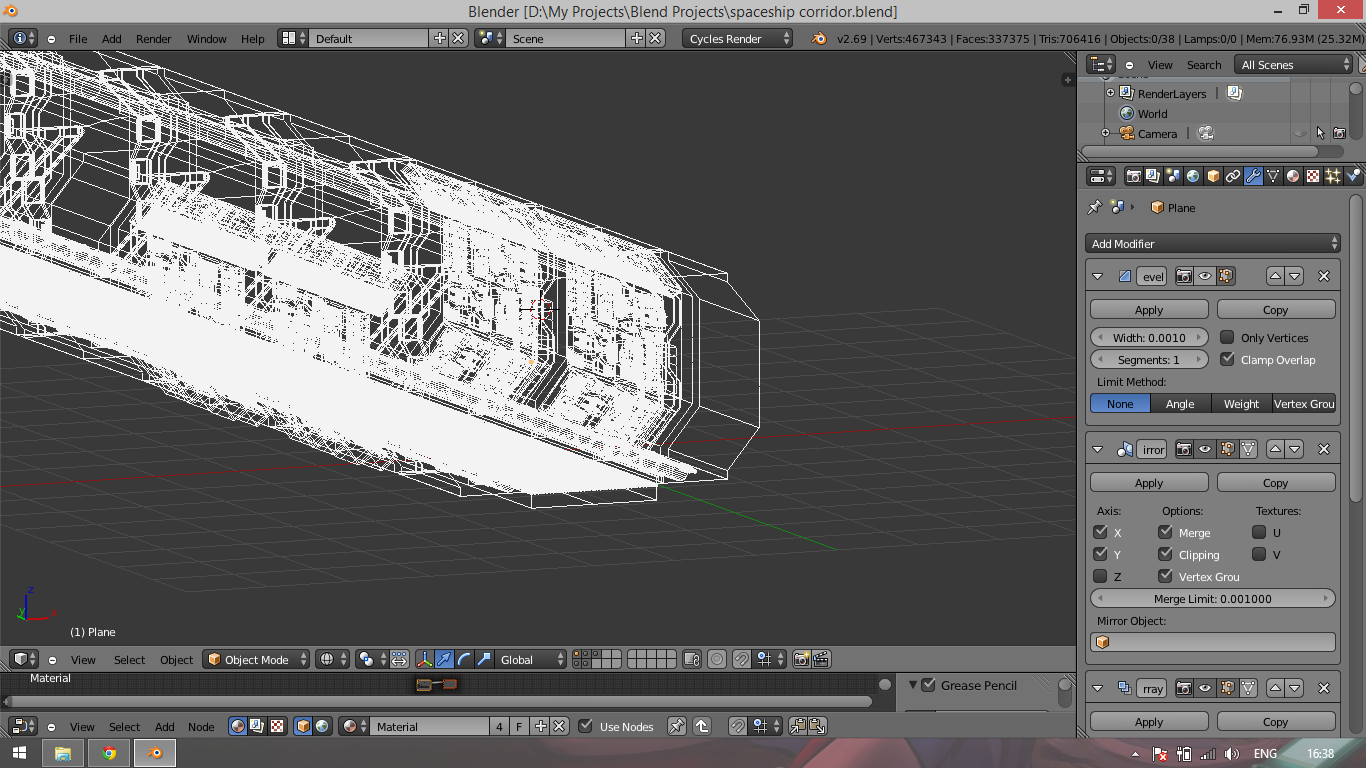 Blender [D:\My Projects\Blend Projects\spaceship corridor.blend]
File Add Render Window Help Default Scene Cycles Render v2.69 | Verts:467343 | Faces:337375 | Tris:706416 | Objects:0/38 | Lamps:0/0 | Mem:76.93M (25.32M)
View Search All Scenes
RenderLayers
World
Camera
Plane
Add Modifier
evel
Apply Copy
Width: 0.0010 Only Vertices
Segments: 1 Clamp Overlap
Limit Method:
None Angle Weight Vertex Grou
irror
Apply Copy
Axis: Options: Textures:
X Merge U
Y Clipping V
Z Vertex Grou
Merge Limit: 0.001000
Mirror Object:
z
y x
(1) Plane
View Select Object Object Mode Global
Material
Grease Pencil
rray
Apply Copy
View Select Add Node Material 4 F Use Nodes
ENG 16:38